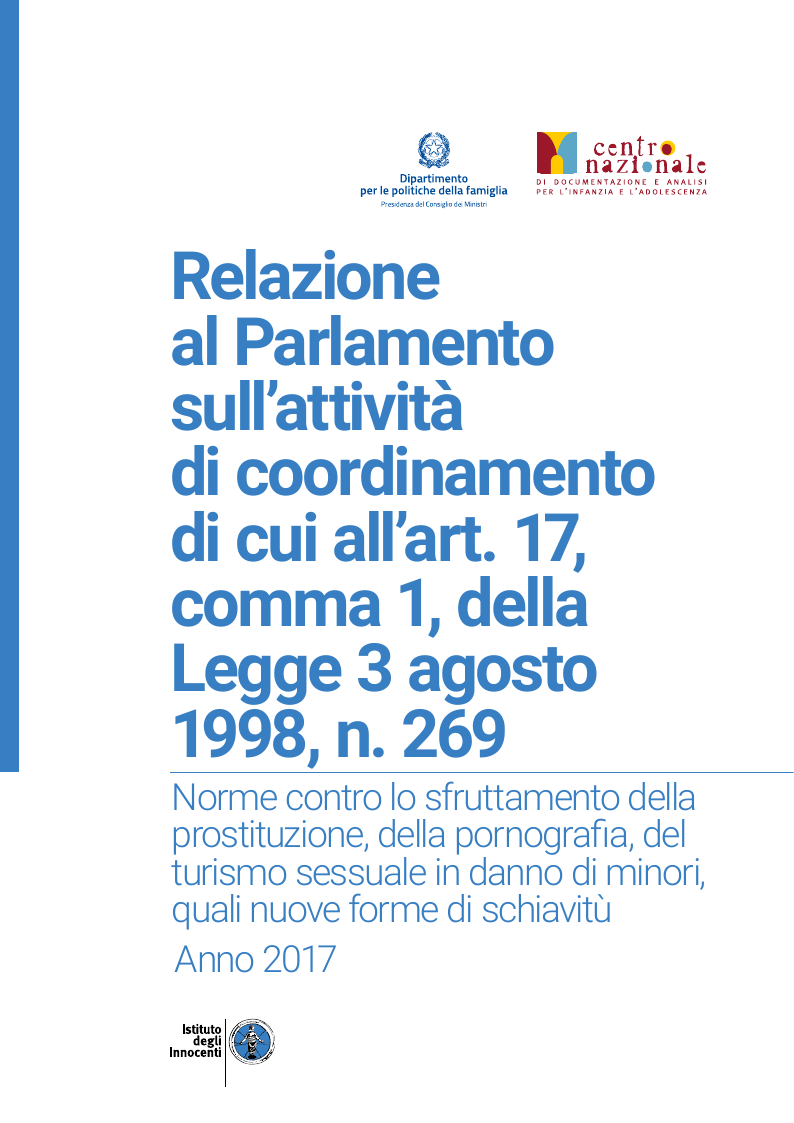 Dipartimento
per le politiche della famiglia
Presidenza del Consiglio dei Ministri
centro
nazionale
DI DOCUMENTAZIONE E ANALISI
PER L'INFANZIA E L'ADOLESCENZA
Relazione
al Parlamento
sull’attività
di coordinamento
di cui all’art. 17,
comma 1, della
Legge 3 agosto
1998, n. 269
Norme contro lo sfruttamento della
prostituzione, della pornografia, del
turismo sessuale in danno di minori,
quali nuove forme di schiavitù
Anno 2017
Istituto
degli
Innocenti